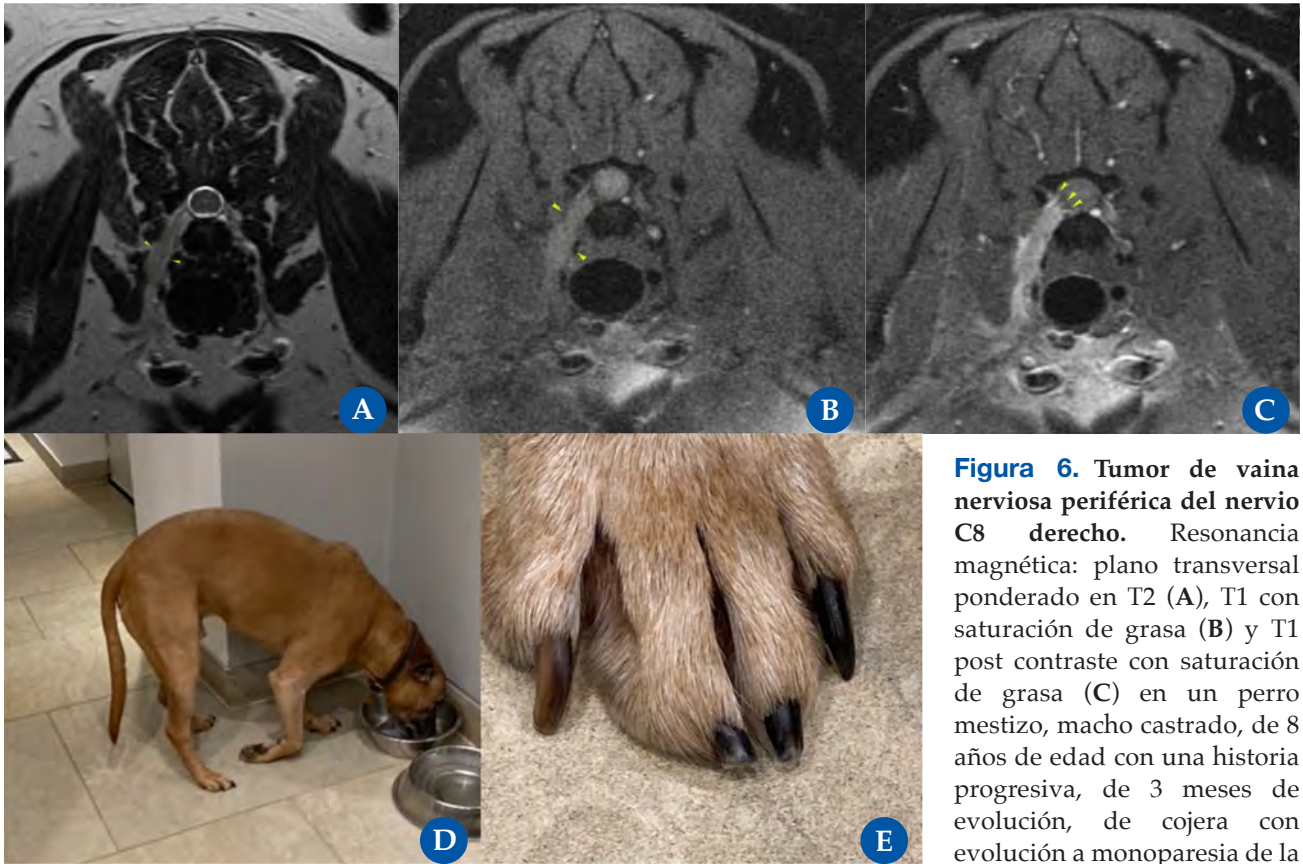 A
B
C
D
E
Figura 6. Tumor de vaina
nerviosa periférica del nervio
C8 derecho. Resonancia
magnética: plano transversal
ponderado en T2 (A), T1 con
saturación de grasa (B) y T1
post contraste con saturación
de grasa (C) en un perro
mestizo, macho castrado, de 8
años de edad con una historia
progresiva, de 3 meses de
evolución, de cojera con
evolución a monoparesia de la